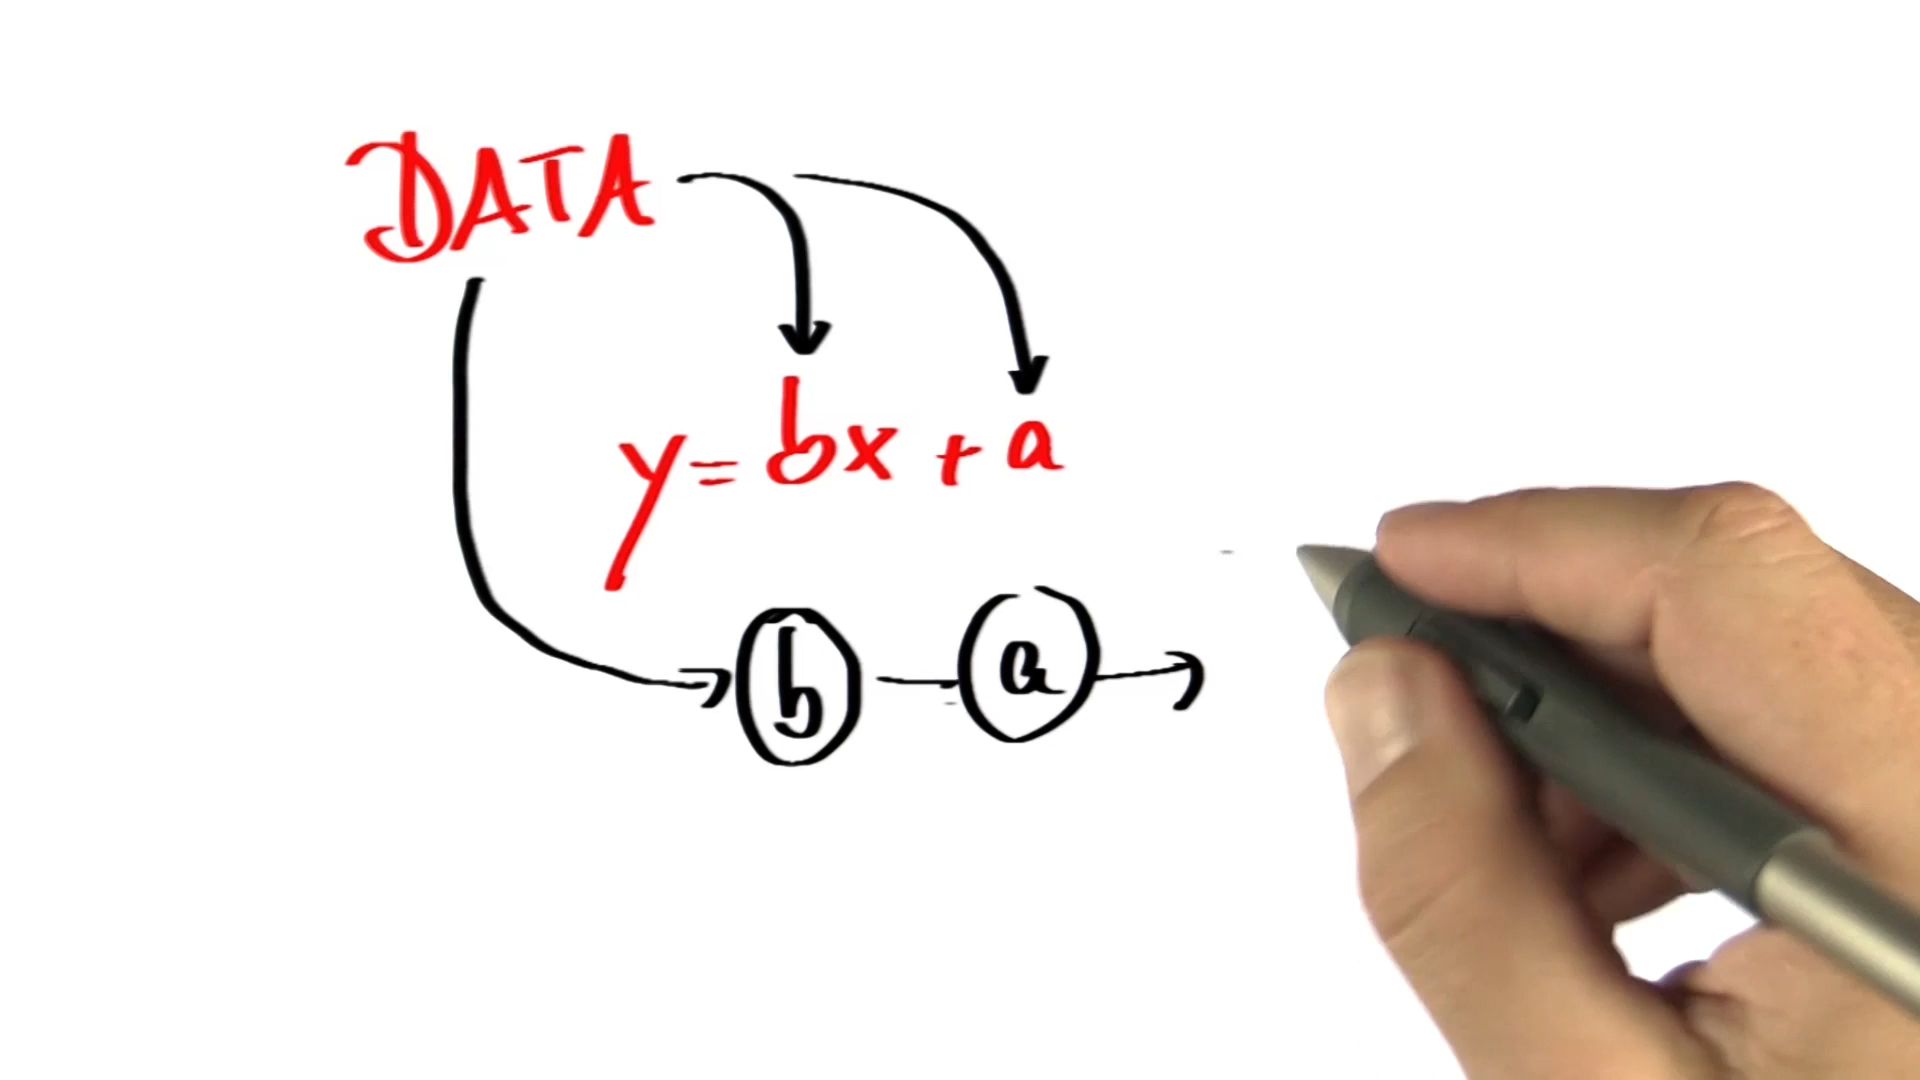 DATA
y = bx + a
b a